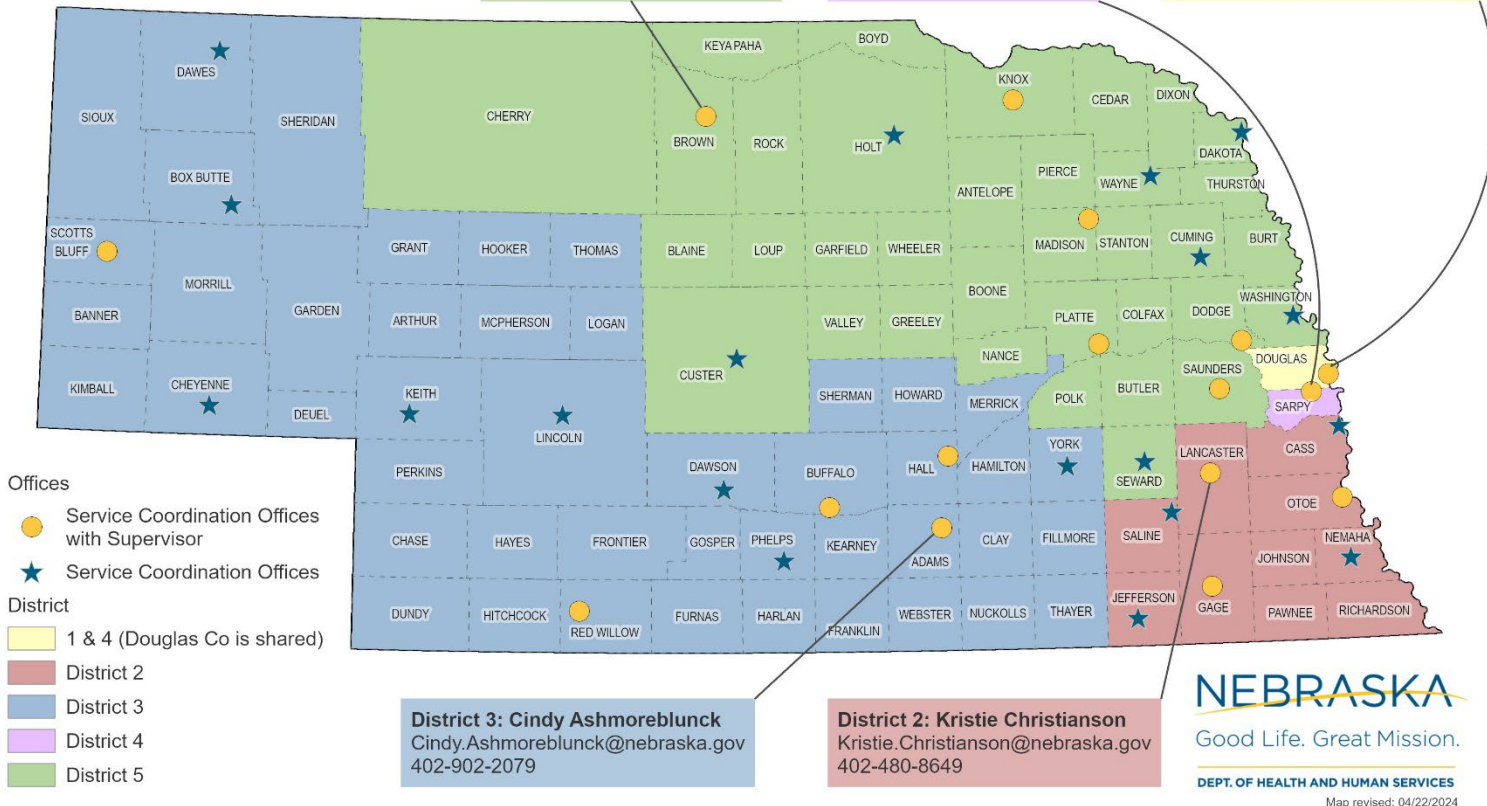 KEYA PAHA
BOYD
KNOX
CEDAR
DIXON
DAWES
SIOUX
SHERIDAN
CHERRY
BROWN
ROCK
HOLT
DAKOTA
BOX BUTTE
PIERCE
WAYNE
THURSTON
ANTELOPE
SCOTTS
BLUFF
GRANT
HOOKER
THOMAS
BLAINE
LOUP
GARFIELD
WHEELER
MADISON
STANTON
CUMING
BURT
MORRILL
BOONE
BANNER
GARDEN
ARTHUR
MCPHERSON
LOGAN
VALLEY
GREELEY
PLATTE
COLFAX
DODGE
WASHINGTON
NANCE
DOUGLAS
KIMBALL
CHEYENNE
DEUEL
KEITH
LINCOLN
CUSTER
SHERMAN
HOWARD
MERRICK
POLK
BUTLER
SAUNDERS
SARPY
PERKINS
DAWSON
BUFFALO
HALL
HAMILTON
YORK
SEWARD
LANCASTER
CASS
OTOE
CHASE
HAYES
FRONTIER
GOSPER
PHELPS
KEARNEY
ADAMS
CLAY
FILLMORE
SALINE
JOHNSON
NEMAHA
DUNDY
HITCHCOCK
RED WILLOW
FURNAS
HARLAN
FRANKLIN
WEBSTER
NUCKOLLS
THAYER
JEFFERSON
GAGE
PAWNEE
RICHARDSON
Offices
Service Coordination Offices
with Supervisor
Service Coordination Offices
District
1 & 4 (Douglas Co is shared)
District 2
District 3
District 4
District 5
District 3: Cindy Ashmoreblunck
Cindy.Ashmoreblunck@nebraska.gov
402-902-2079
District 2: Kristie Christianson
Kristie.Christianson@nebraska.gov
402-480-8649
NEBRASKA
Good Life. Great Mission.
DEPT. OF HEALTH AND HUMAN SERVICES
Map revised: 04/22/2024